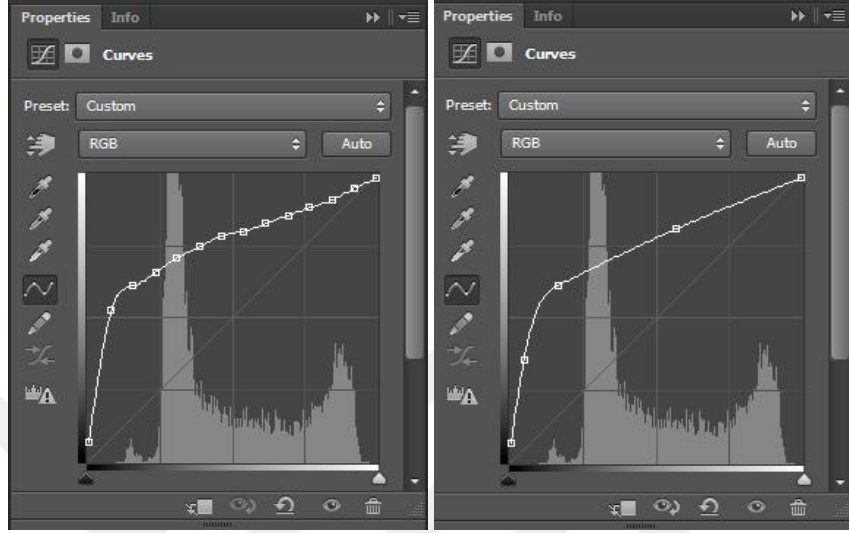 Properties Info
Curves
Preset: Custom
RGB Auto
Properties Info
Curves
Preset: Custom
RGB Auto